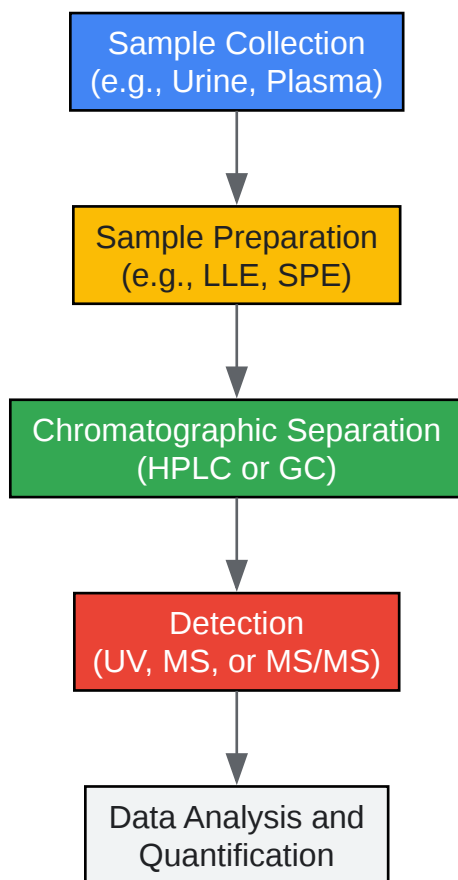 Sample Collection
(e.g., Urine, Plasma)
Sample Preparation
(e.g., LLE, SPE)
Chromatographic Separation
(HPLC or GC)
Detection
(UV, MS, or MS/MS)
Data Analysis and
Quantification